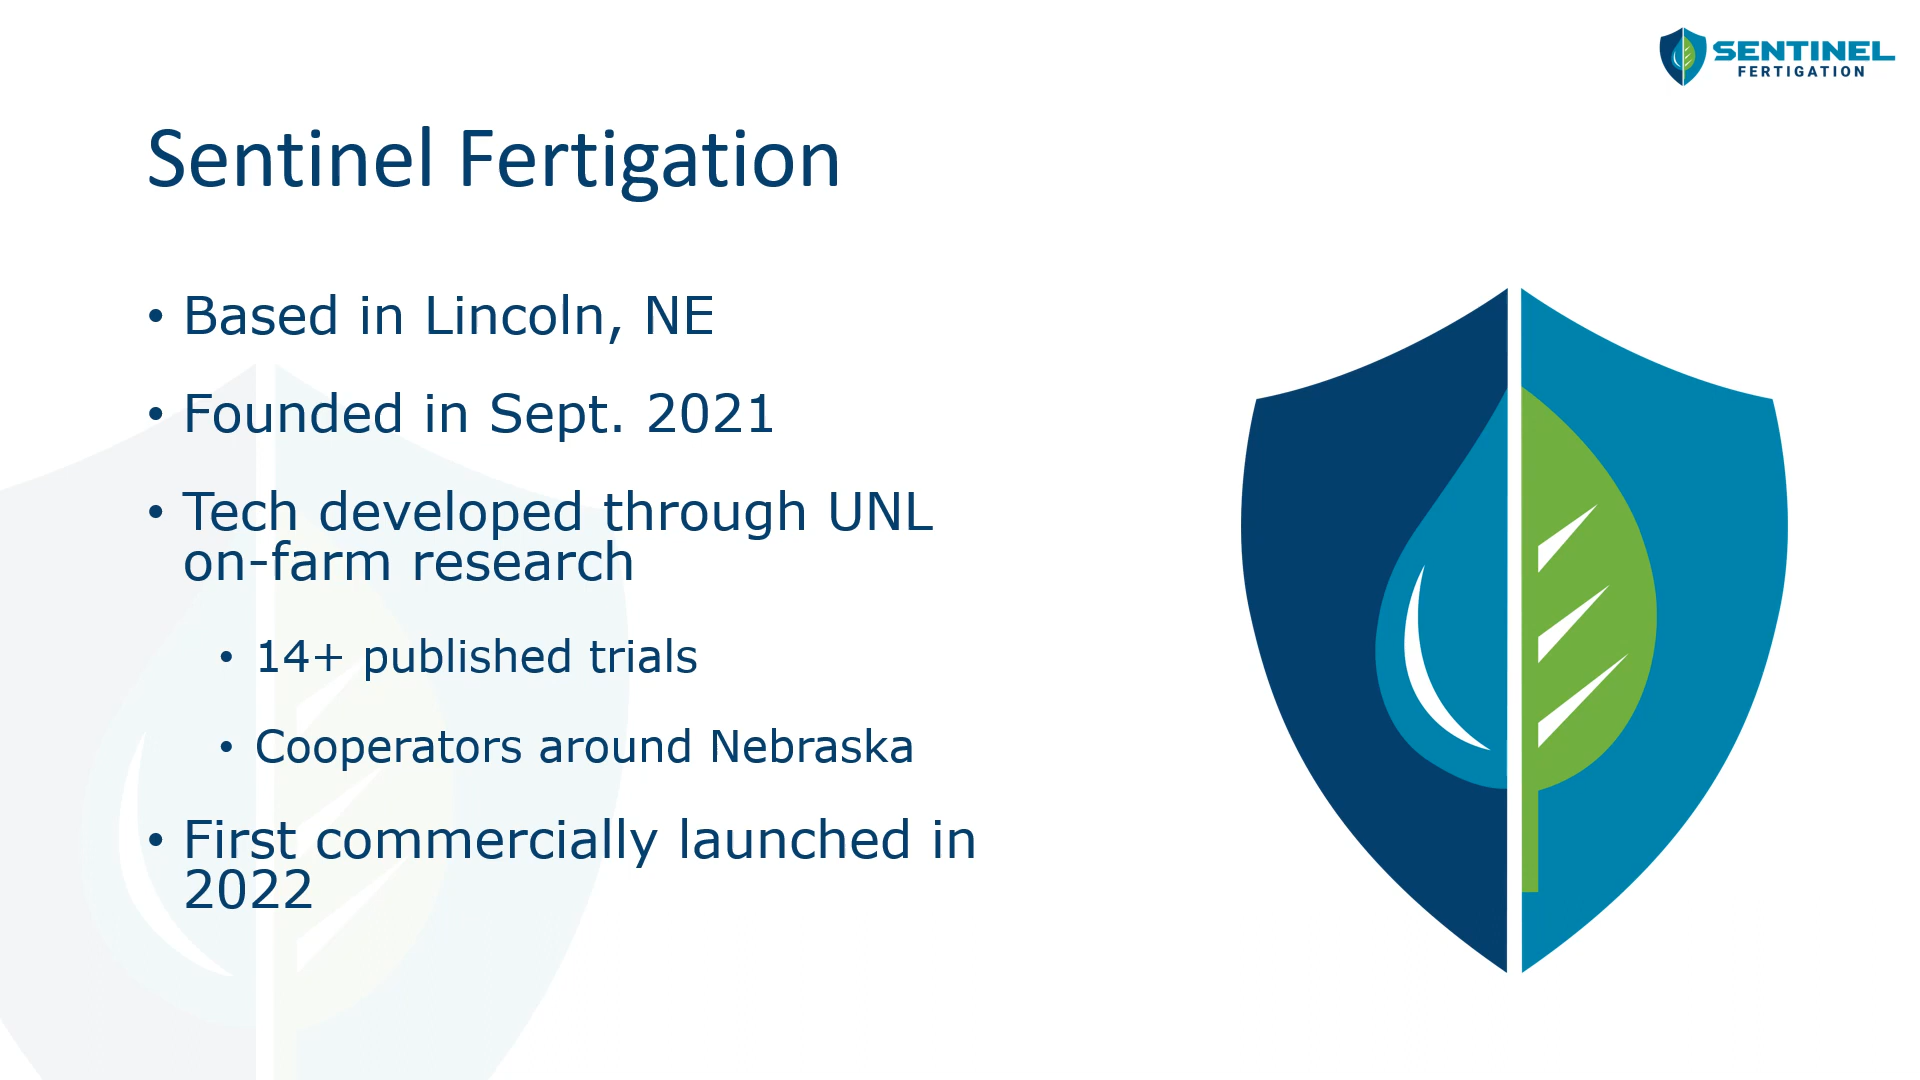 SENTINEL
FERTIGATION
Sentinel Fertigation
• Based in Lincoln, NE
• Founded in Sept. 2021
• Tech developed through UNL
on-farm research
• 14+ published trials
• Cooperators around Nebraska
• First commercially launched in
2022